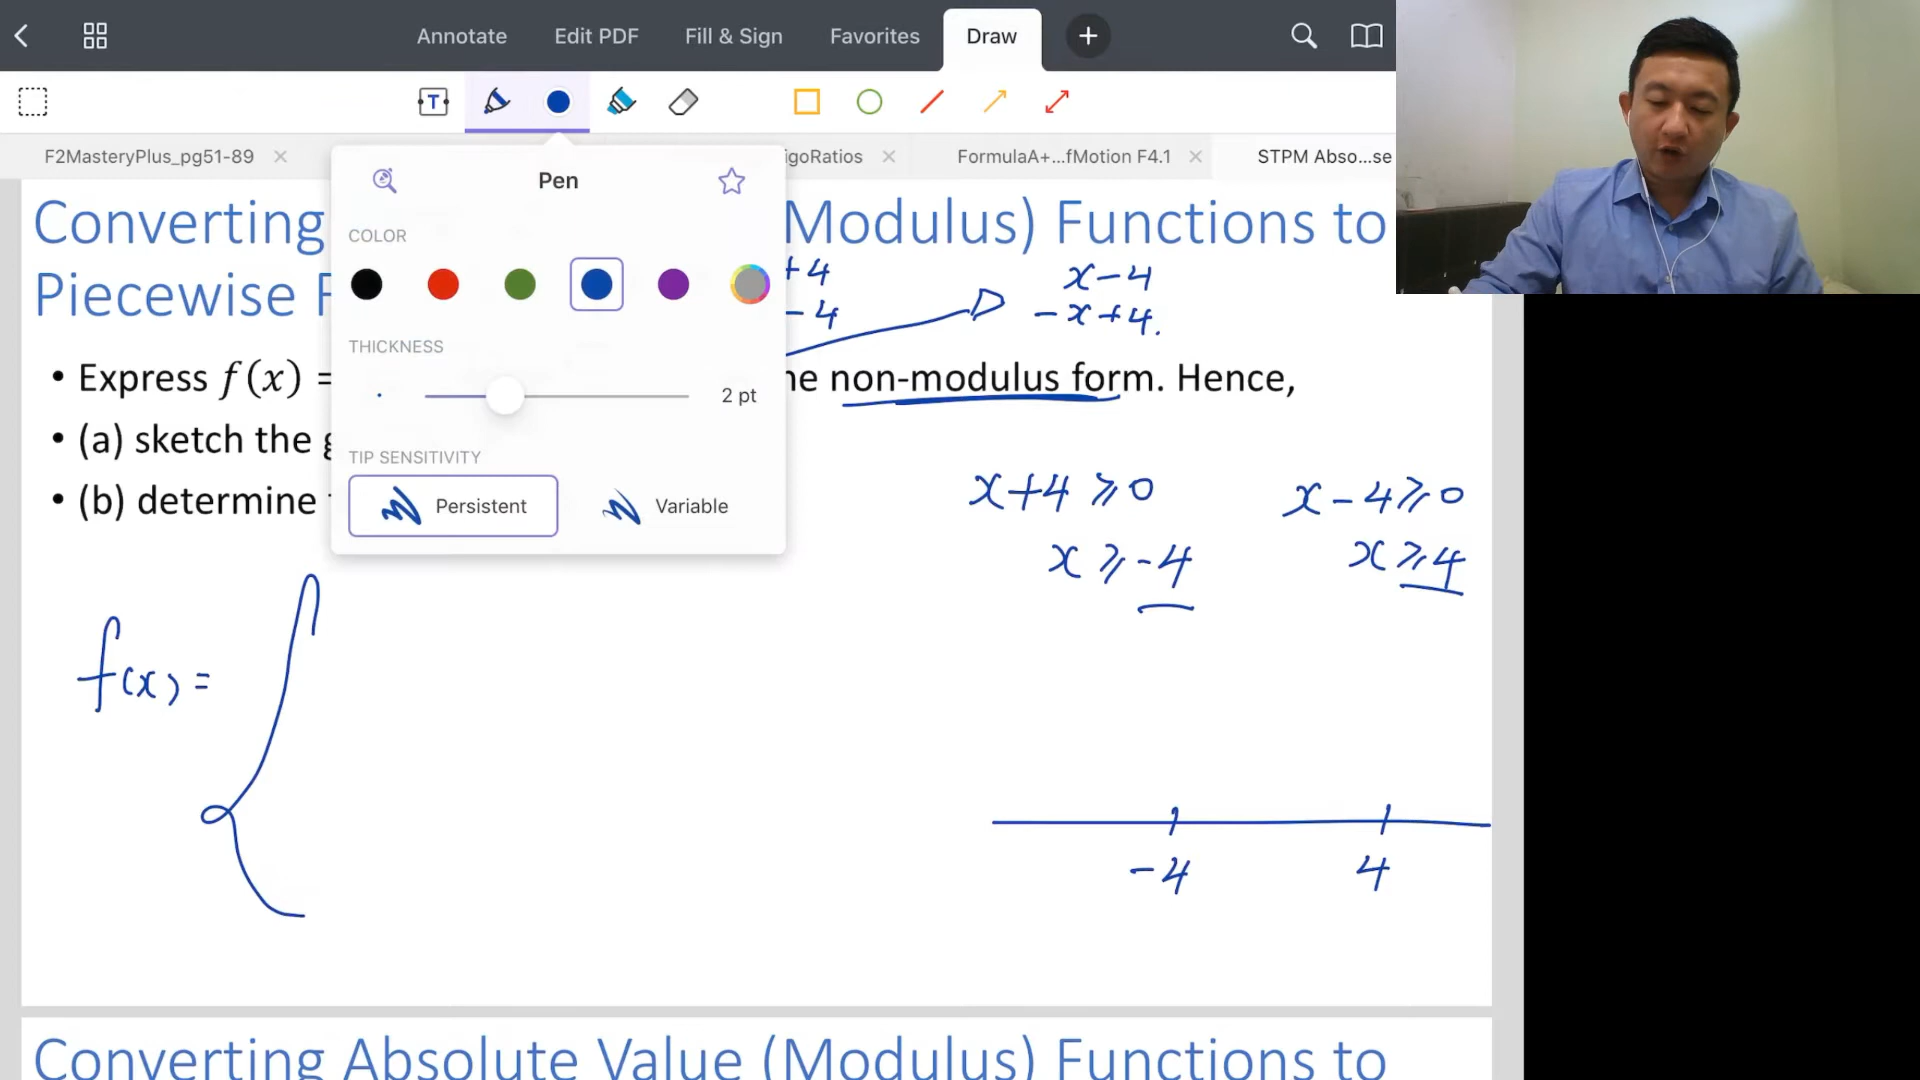 Annotate Edit PDF Fill & Sign Favorites Draw
T
F2MasteryPlus_pg51-89 igoRatios FormulaA+...fMotion F4.1 STPM Abso...se
Pen
COLOR
THICKNESS
2 pt
TIP SENSITIVITY
Persistent Variable
Converting Modulus) Functions to
Piecewise F
+4
-4
x-4
-x+4.
• Express f(x) = he non-modulus form. Hence,
• (a) sketch the g
• (b) determine
x+4 ⩾0
x ⩾-4
x-4⩾0
x ⩾4
f(x) =
-4 4
Converting Absolute Value (Modulus) Functions to